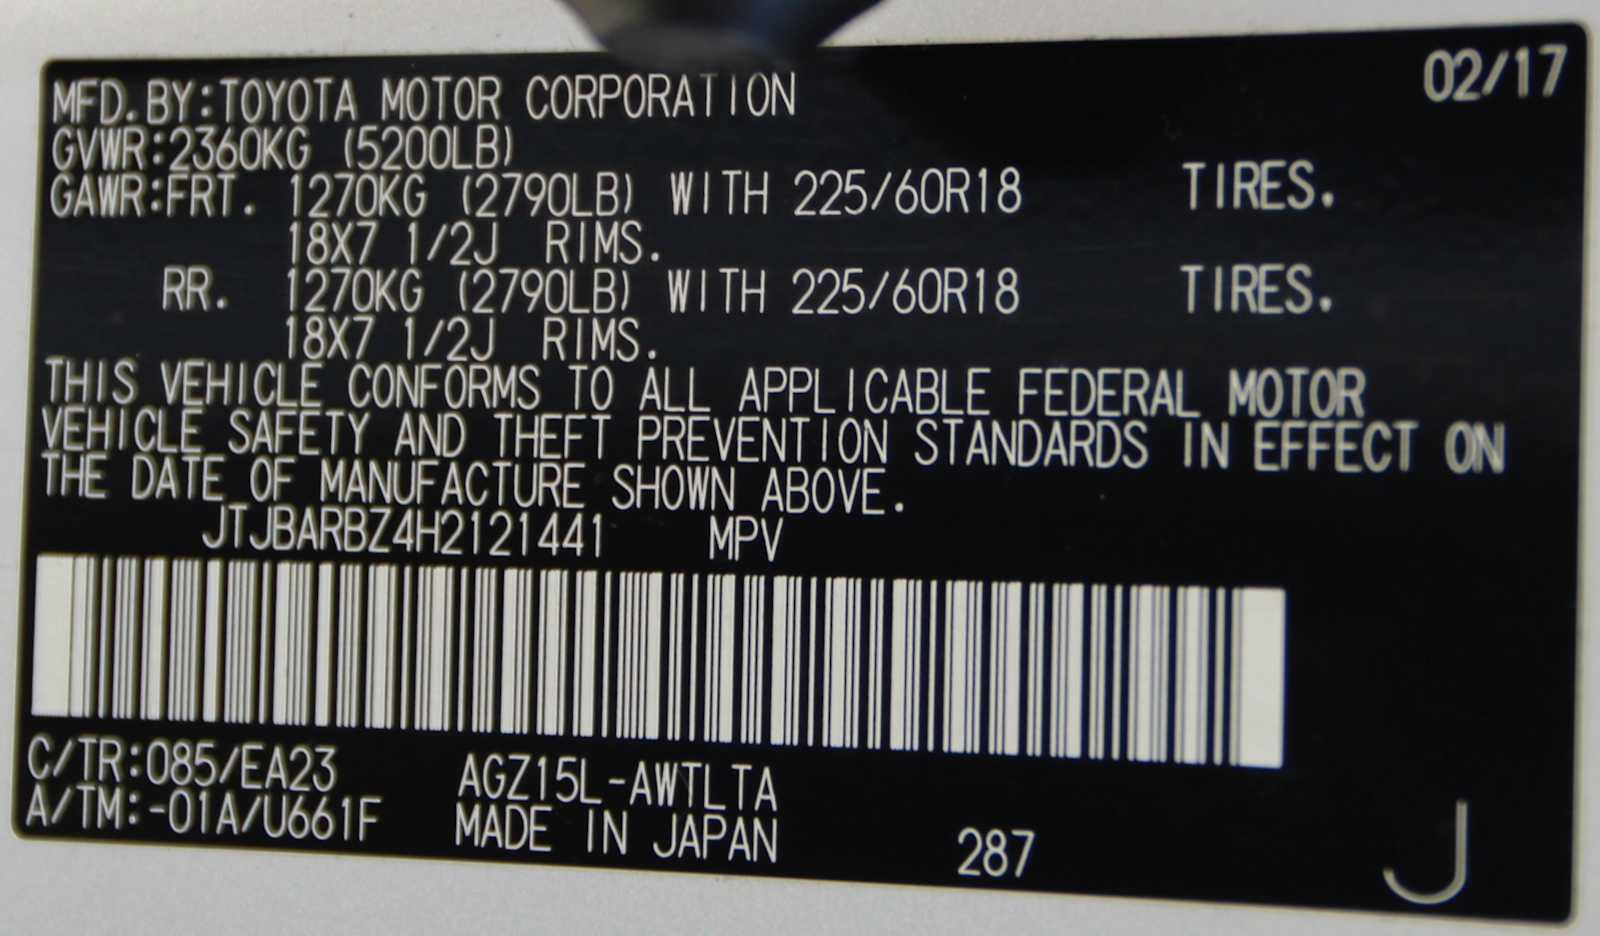 02/17
MFD.BY:TOYOTA MOTOR CORPORATION
GVWR:2360KG (5200LB)
GAWR:FRT. 1270KG (2790LB) WITH 225/60R18 TIRES.
18X7 1/2J RIMS.
RR. 1270KG (2790LB) WITH 225/60R18 TIRES.
18X7 1/2J RIMS.
THIS VEHICLE CONFORMS TO ALL APPLICABLE FEDERAL MOTOR
VEHICLE SAFETY AND THEFT PREVENTION STANDARDS IN EFFECT ON
THE DATE OF MANUFACTURE SHOWN ABOVE.
JTJBARBZ4H2121441 MPV
C/TR:085/EA23 AGZ15L-AWTLTA
A/TM:-01A/U661F MADE IN JAPAN 287
J